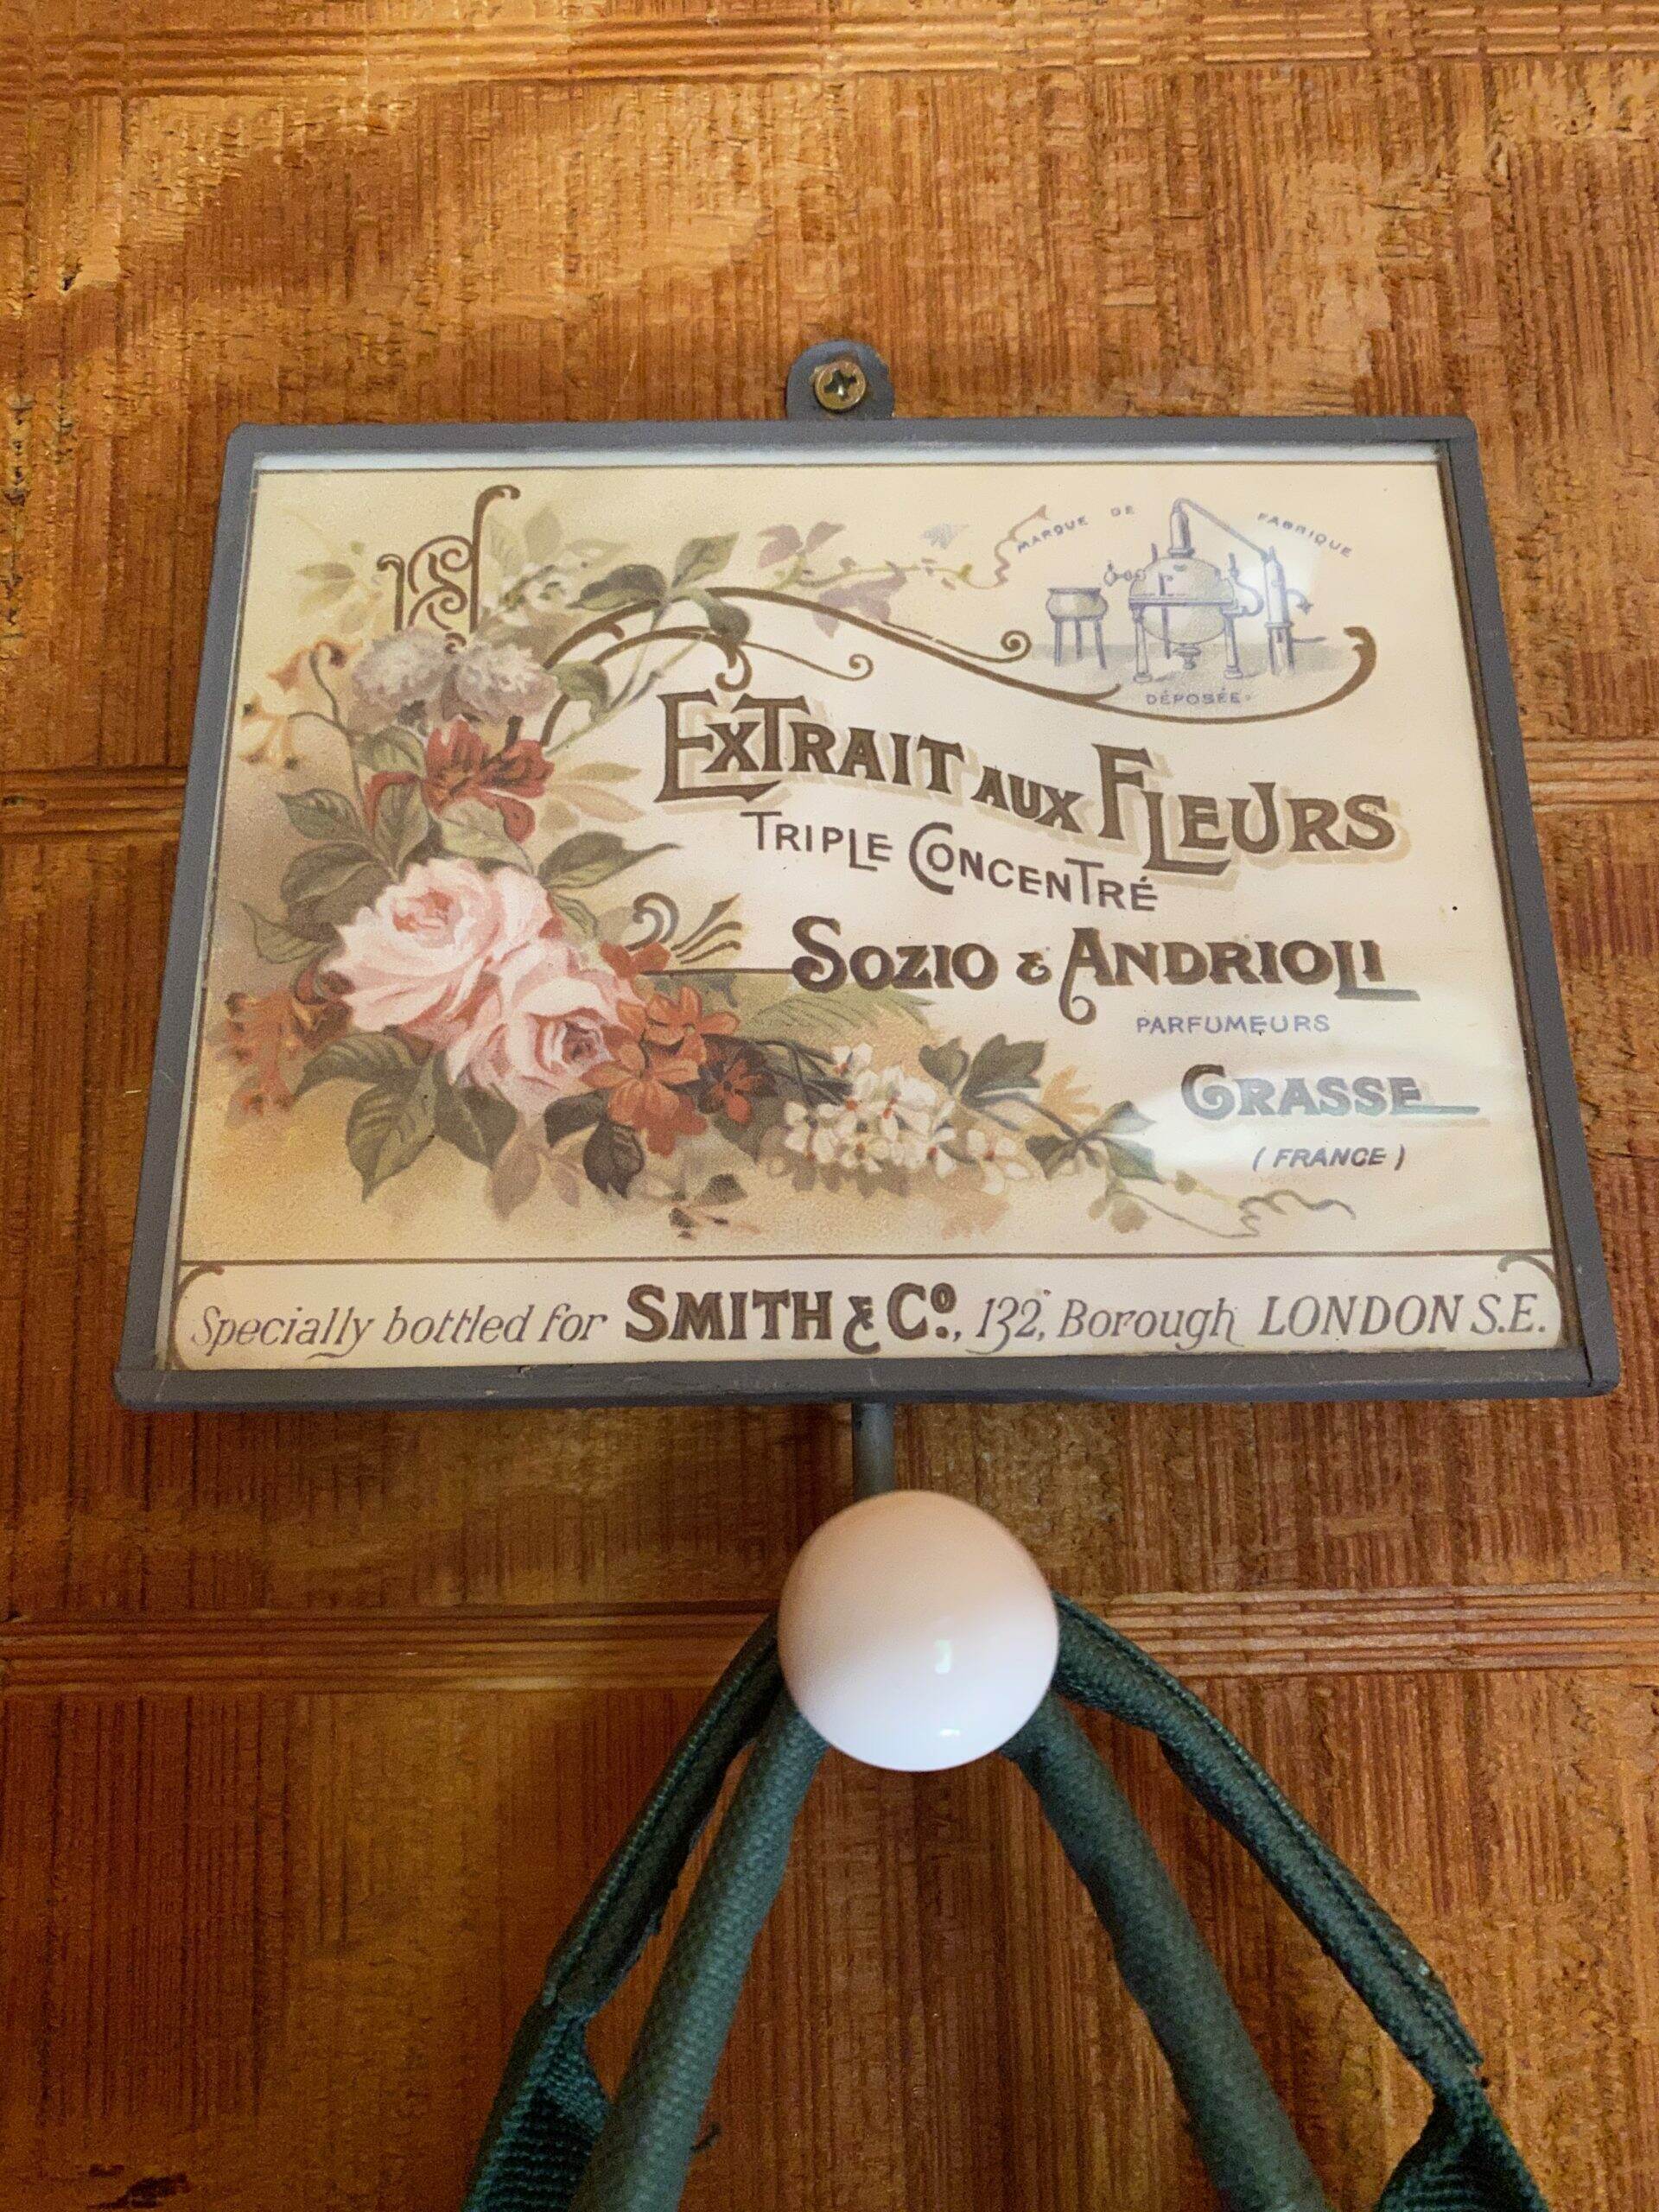 MARQUE DE FABRIQUE
DÉPOSÉE
EXTRAIT AUX FLEURS
TRIPLE CONCENTRÉ
SOZIO & ANDRIOLI
PARFUMEURS
GRASSE
(FRANCE)
Specially bottled for SMITH & Co., 132, Borough LONDON S.E.